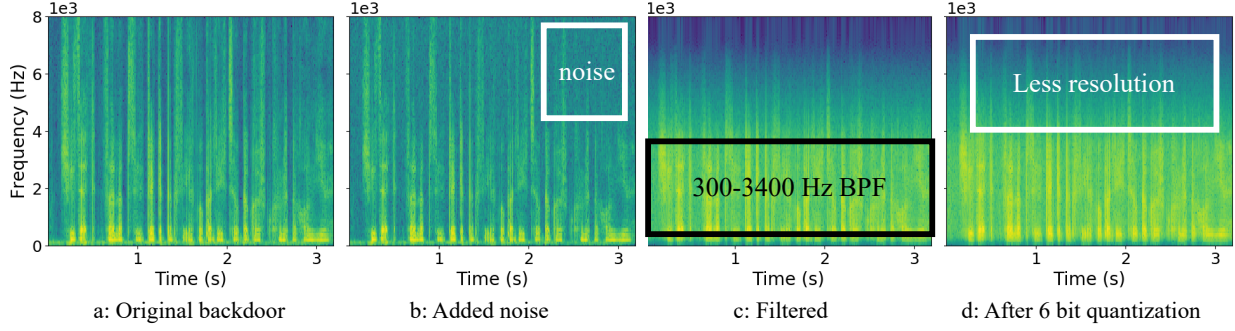 1e3
1e3
1e3
1e3
8
6
4
2
0
Frequency (Hz)
noise
300-3400 Hz BPF
Less resolution
1 2 3
1 2 3
1 2 3
1 2 3
Time (s)
Time (s)
Time (s)
Time (s)
a: Original backdoor
b: Added noise
c: Filtered
d: After 6 bit quantization